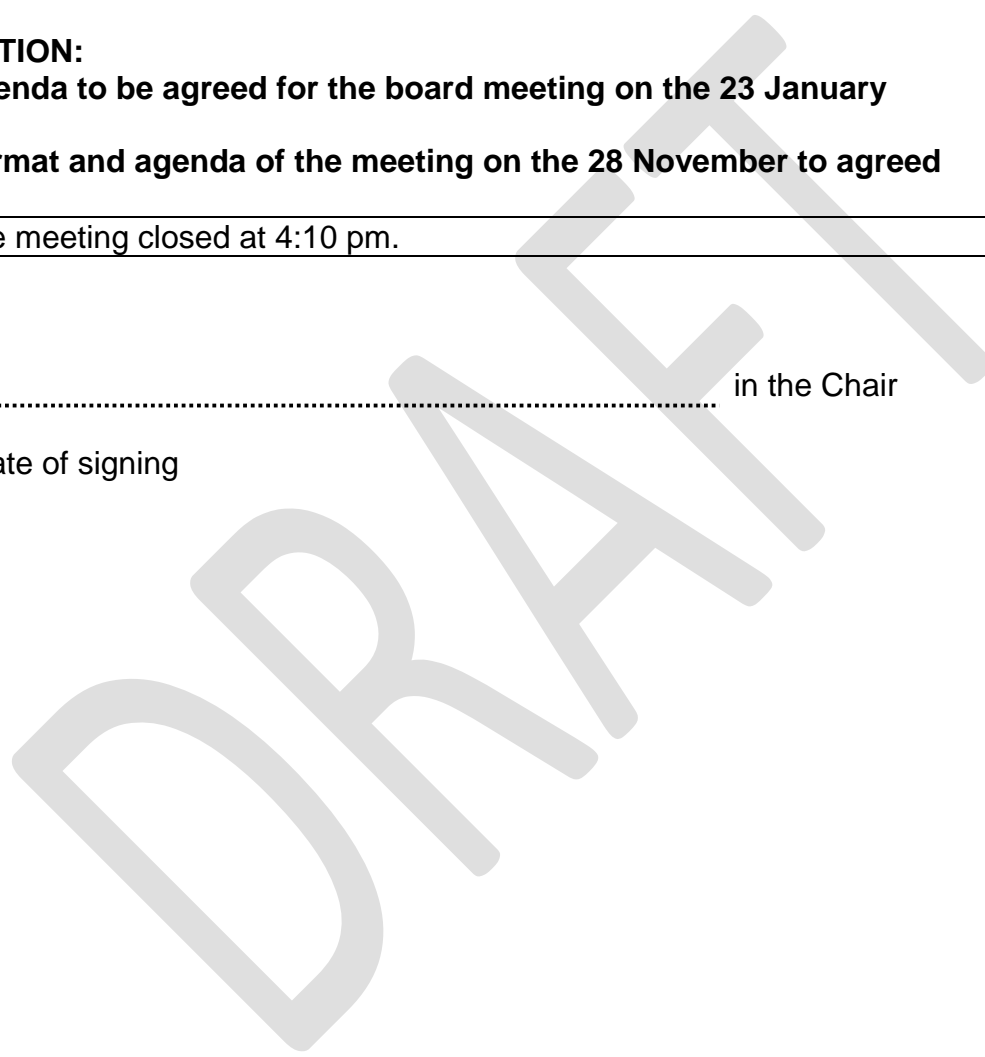 TION:
enda to be agreed for the board meeting on the 23 January
rmat and agenda of the meeting on the 28 November to agreed
e meeting closed at 4:10 pm.
in the Chair
ate of signing
DRAFT